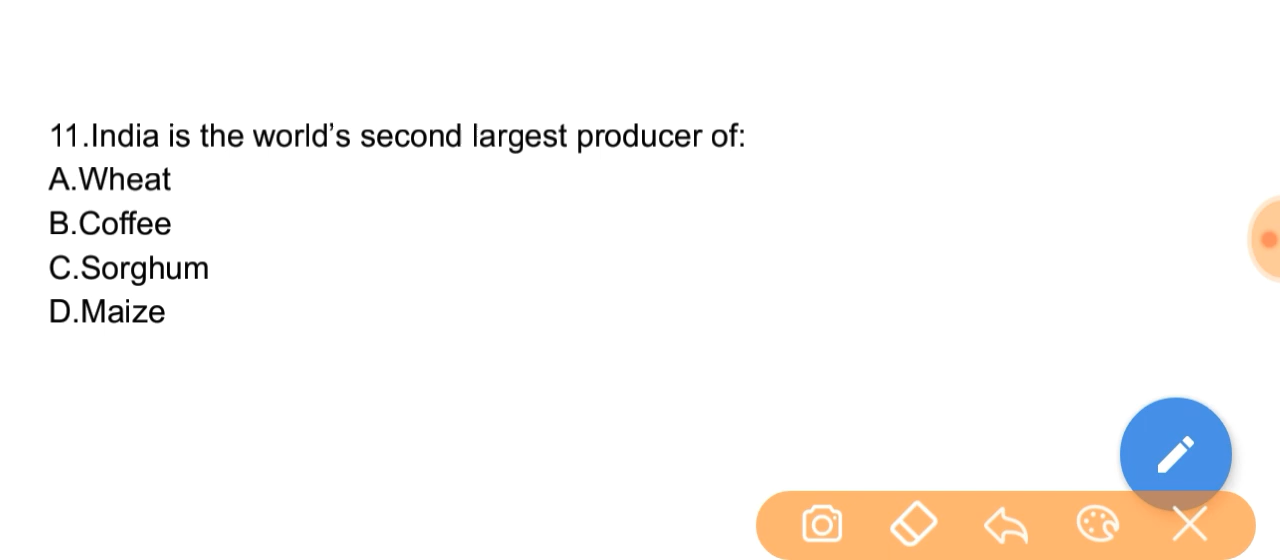 11.India is the world’s second largest producer of:
A.Wheat
B.Coffee
C.Sorghum
D.Maize